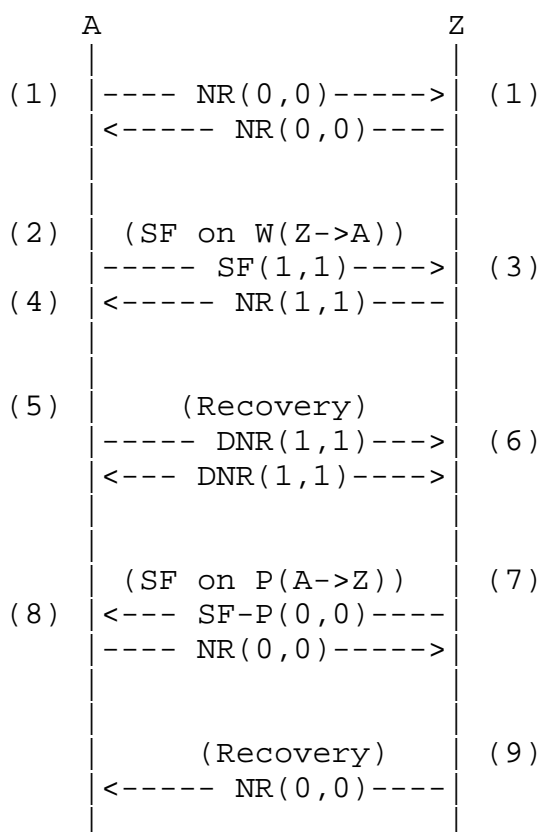 A                       Z
(1) |---- NR(0,0)----->| (1)
|<----- NR(0,0)----|
(2) | (SF on W(Z->A)) |
|----- SF(1,1)---->| (3)
(4) |<----- NR(1,1)----|
(5) | (Recovery) |
|----- DNR(1,1)--->| (6)
|<--- DNR(1,1)---->|
| (SF on P(A->Z)) | (7)
(8) |<--- SF-P(0,0)----|
|---- NR(0,0)----->|
| (Recovery) | (9)
|<----- NR(0,0)----|